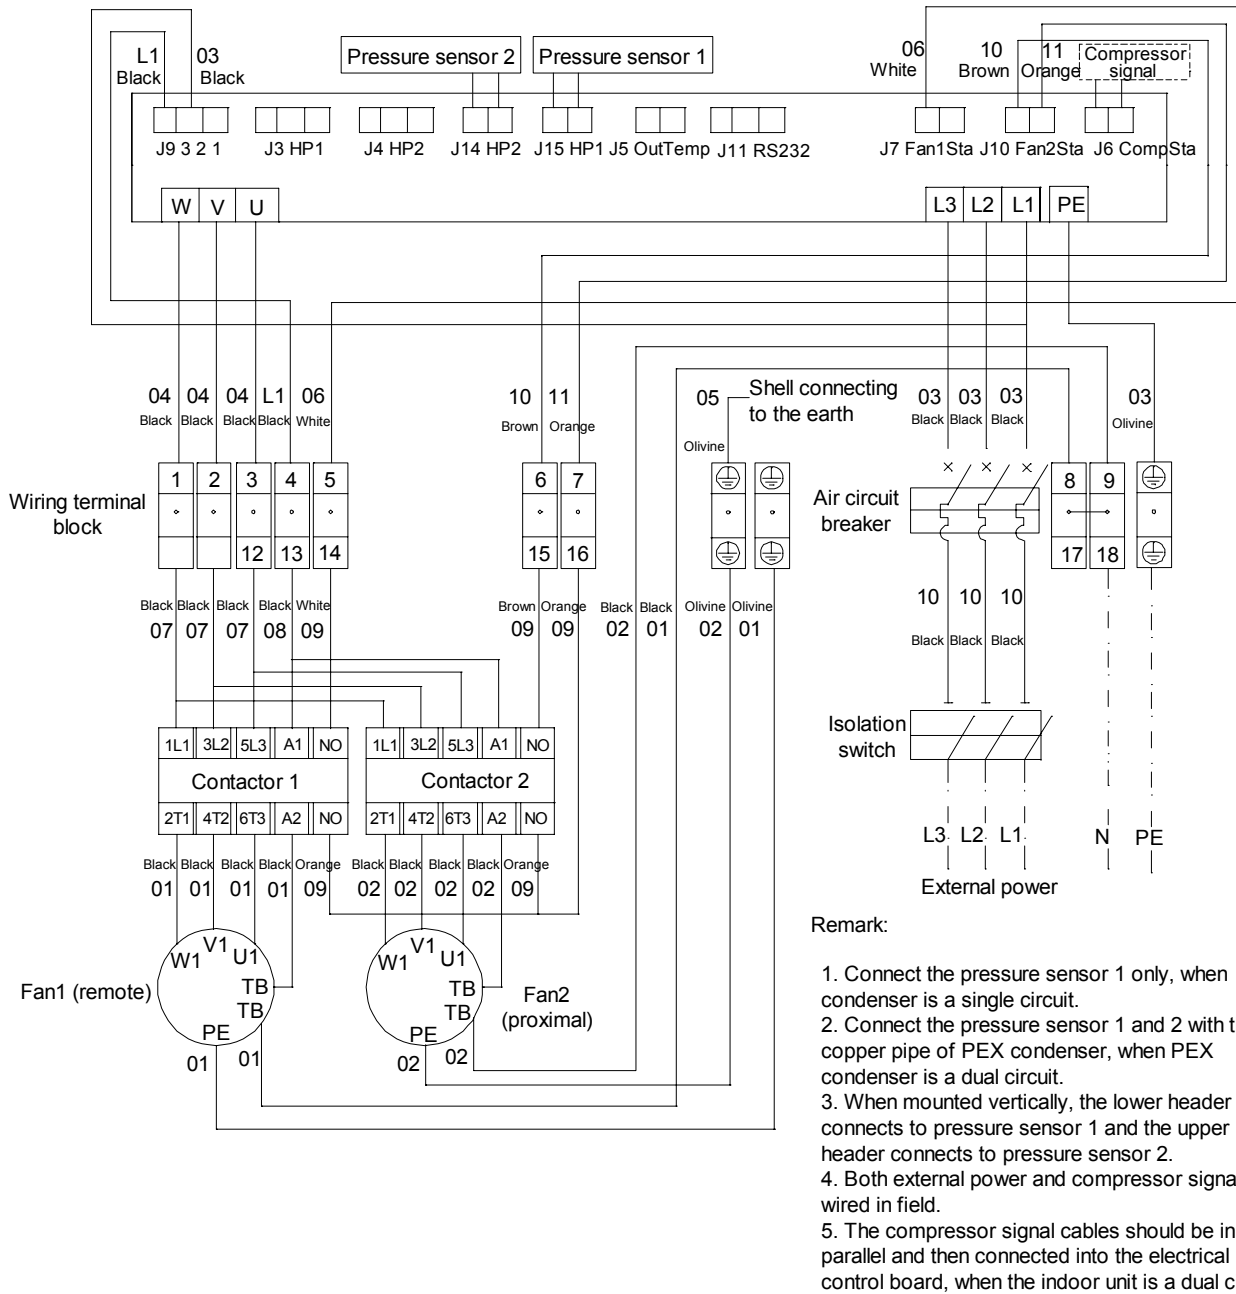 L1 03 06 10 11 Compressor
Pressure sensor 2 Pressure sensor 1
Black Black White Brown Orange signal
J9 3 2 1 J3 HP1 J4 HP2 J14 HP2 J15 HP1 J5 OutTemp J11 RS232 J7 Fan1Sta J10 Fan2Sta J6 CompSta
W V U L3 L2 L1 PE
04 04 04 L1 06 10 11 05 Shell connecting 03 03 03 03
to the earth
Black Black Black Black White Brown Orange Olivine Black Black Black Olivine
1 2 3 4 5 6 7 8 9
Wiring terminal
block
Air circuit
breaker
12 13 14 15 16 17 18
Black Black Black Black White Brown Orange Black Black Olivine Olivine
07 07 07 08 09 09 09 02 01 02 01
10 10 10
Black Black Black
Isolation
switch
1L1 3L2 5L3 A1 NO 1L1 3L2 5L3 A1 NO
Contactor 1 Contactor 2
2T1 4T2 6T3 A2 NO 2T1 4T2 6T3 A2 NO
L3 L2 L1 N PE
Black Black Black Black Orange Black Black Black Black Orange
01 01 01 01 09 02 02 02 02 09
External power
W1 V1 U1 W1 V1 U1
TB TB
TB TB
PE PE
Fan1 (remote)
Fan2
(proximal)
01 01 02 02
Remark:
1. Connect the pressure sensor 1 only, when
condenser is a single circuit.
2. Connect the pressure sensor 1 and 2 with t
copper pipe of PEX condenser, when PEX
condenser is a dual circuit.
3. When mounted vertically, the lower header
connects to pressure sensor 1 and the upper
header connects to pressure sensor 2.
4. Both external power and compressor signa
wired in field.
5. The compressor signal cables should be in
parallel and then connected into the electrical
control board, when the indoor unit is a dual c